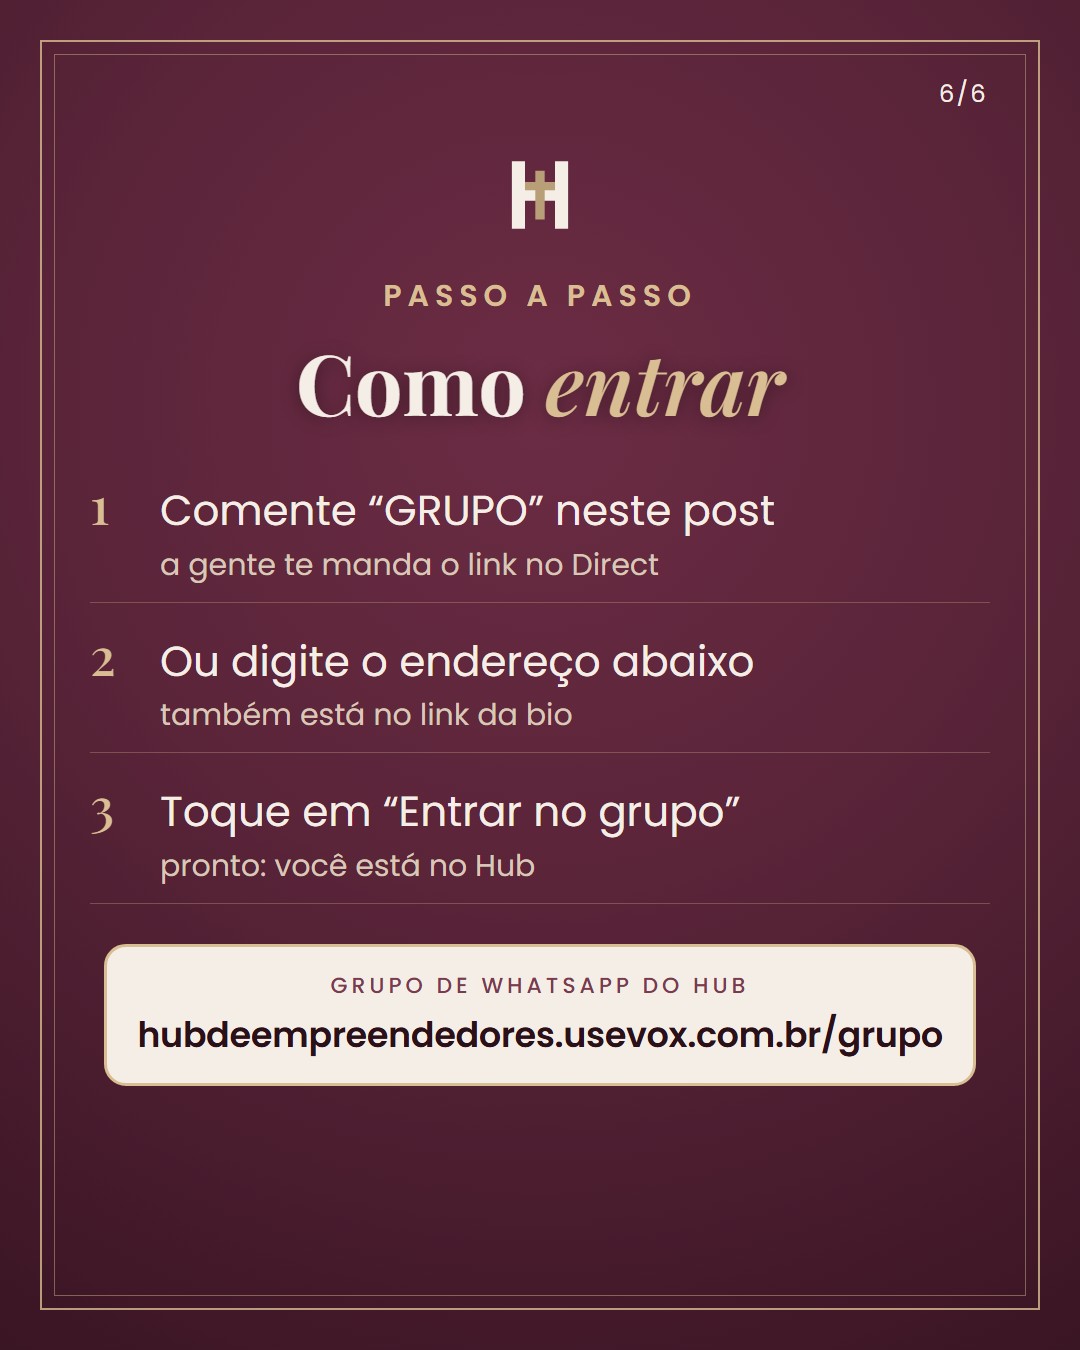 6/6
H
PASSO A PASSO
Como entrar
1 Comente “GRUPO” neste post
a gente te manda o link no Direct
2 Ou digite o endereço abaixo
também está no link da bio
3 Toque em “Entrar no grupo”
pronto: você está no Hub
GRUPO DE WHATSAPP DO HUB
hubdeempreendedores.usevox.com.br/grupo